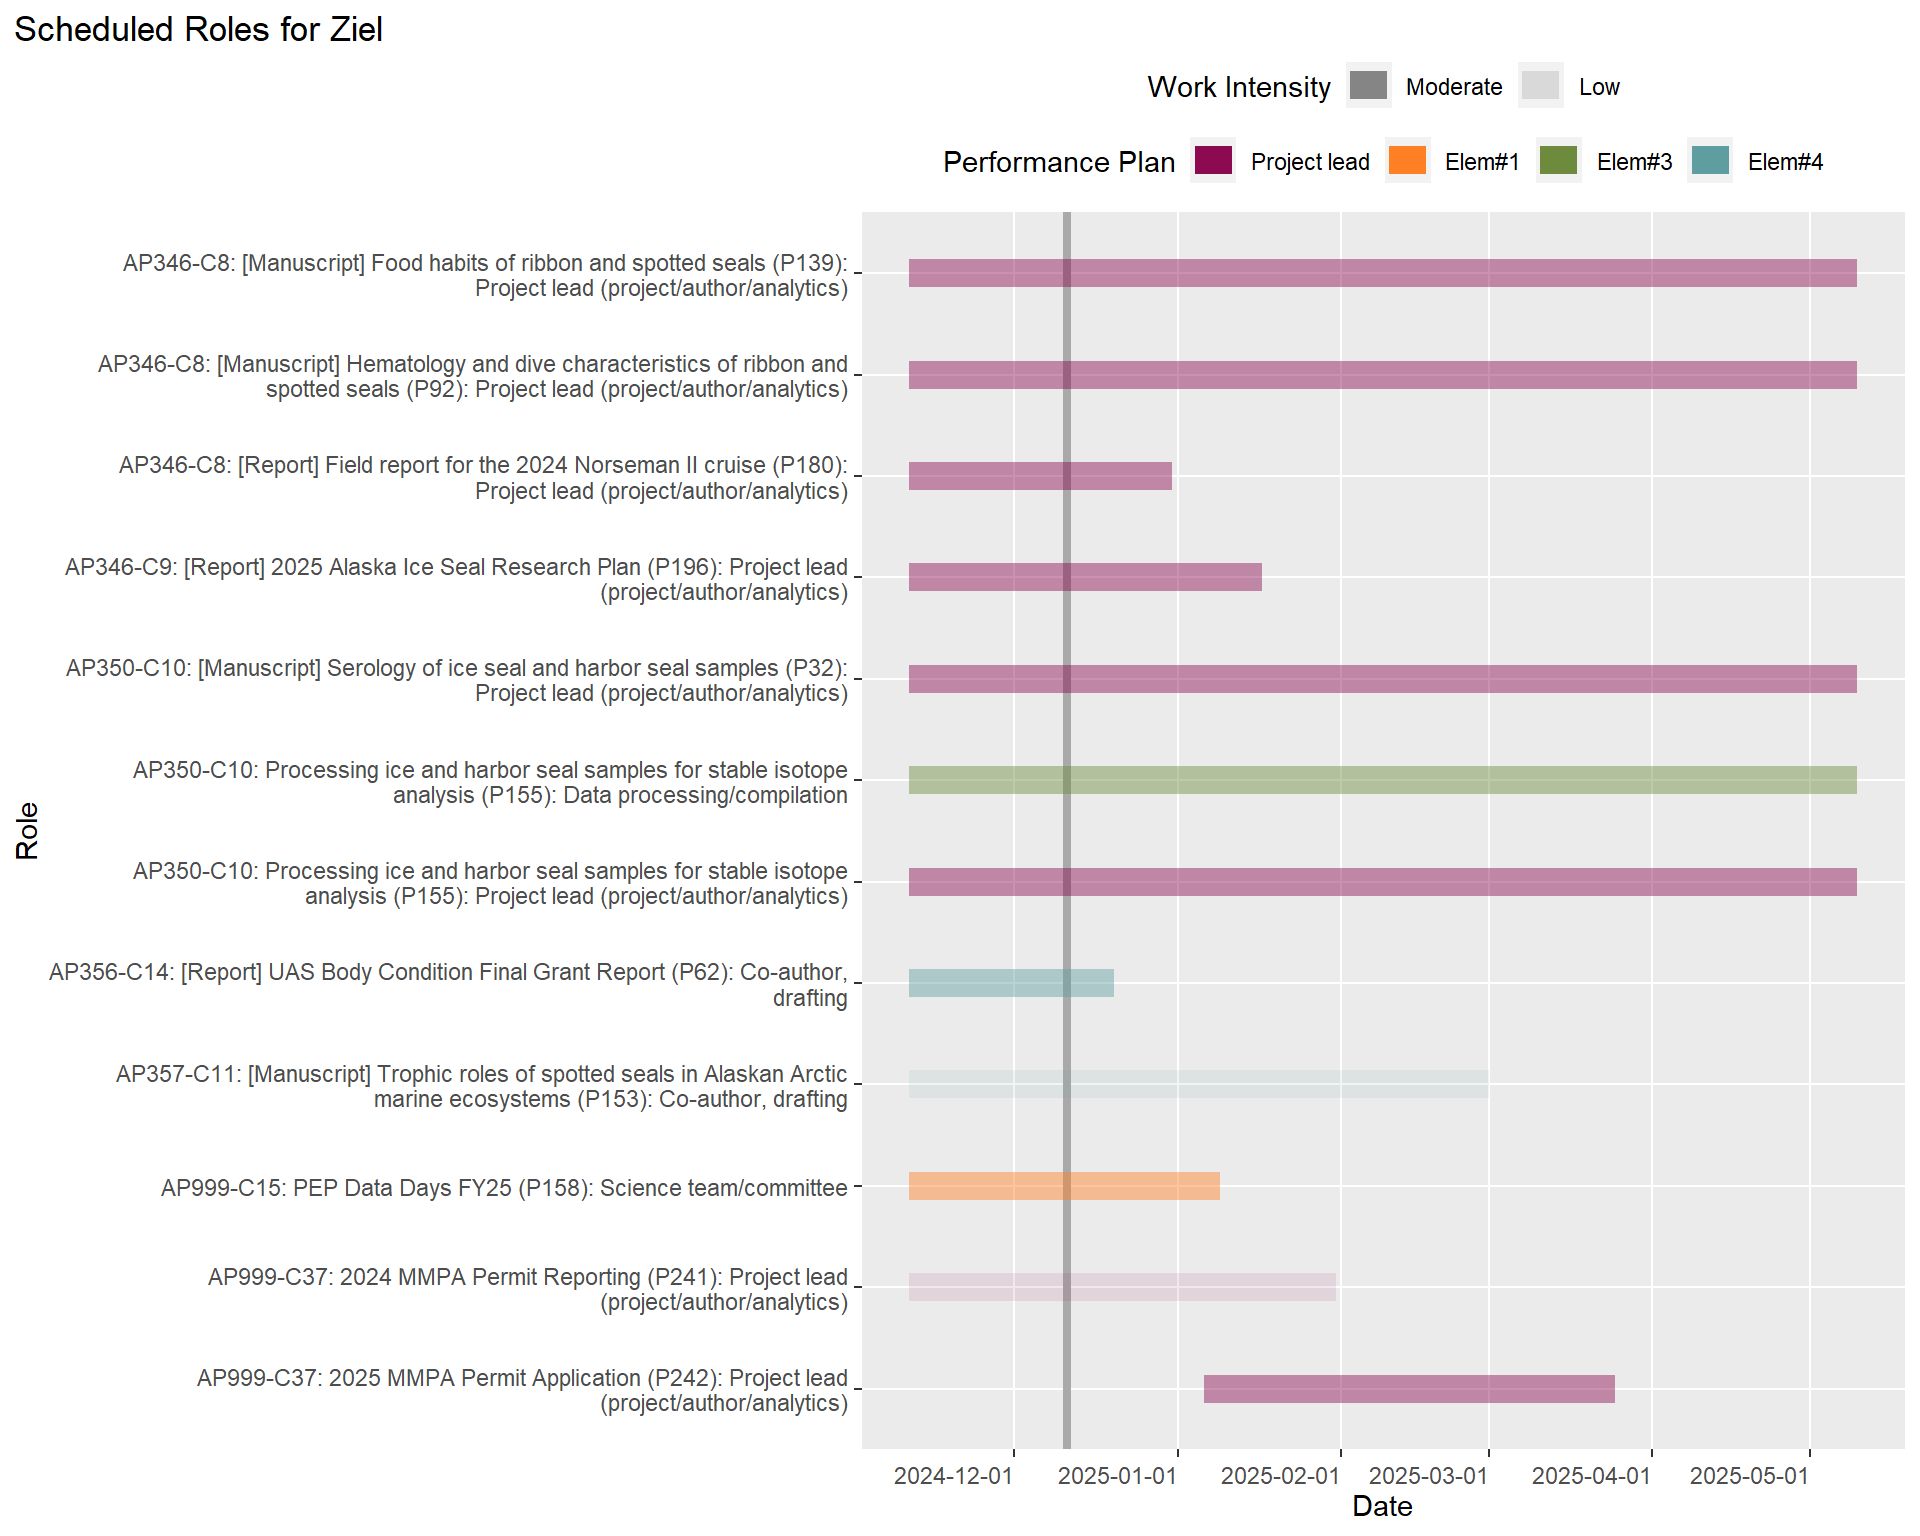 Scheduled Roles for Ziel
Work Intensity Moderate Low
Performance Plan Project lead Elem#1 Elem#3 Elem#4
AP346-C8: [Manuscript] Food habits of ribbon and spotted seals (P139):
Project lead (project/author/analytics)
AP346-C8: [Manuscript] Hematology and dive characteristics of ribbon and
spotted seals (P92): Project lead (project/author/analytics)
AP346-C8: [Report] Field report for the 2024 Norseman II cruise (P180):
Project lead (project/author/analytics)
AP346-C9: [Report] 2025 Alaska Ice Seal Research Plan (P196): Project lead
(project/author/analytics)
AP350-C10: [Manuscript] Serology of ice seal and harbor seal samples (P32):
Project lead (project/author/analytics)
AP350-C10: Processing ice and harbor seal samples for stable isotope
analysis (P155): Data processing/compilation
AP350-C10: Processing ice and harbor seal samples for stable isotope
analysis (P155): Project lead (project/author/analytics)
AP356-C14: [Report] UAS Body Condition Final Grant Report (P62): Co-author,
drafting
AP357-C11: [Manuscript] Trophic roles of spotted seals in Alaskan Arctic
marine ecosystems (P153): Co-author, drafting
AP999-C15: PEP Data Days FY25 (P158): Science team/committee
AP999-C37: 2024 MMPA Permit Reporting (P241): Project lead
(project/author/analytics)
AP999-C37: 2025 MMPA Permit Application (P242): Project lead
(project/author/analytics)
Role
2024-12-01 2025-01-01 2025-02-01 2025-03-01 2025-04-01 2025-05-01
Date